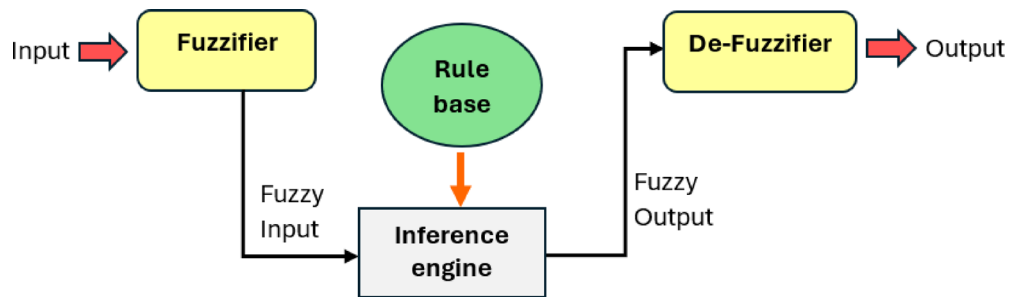 Input
Fuzzifier
Rule
base
De-Fuzzifier
Output
Fuzzy
Input
Inference
engine
Fuzzy
Output